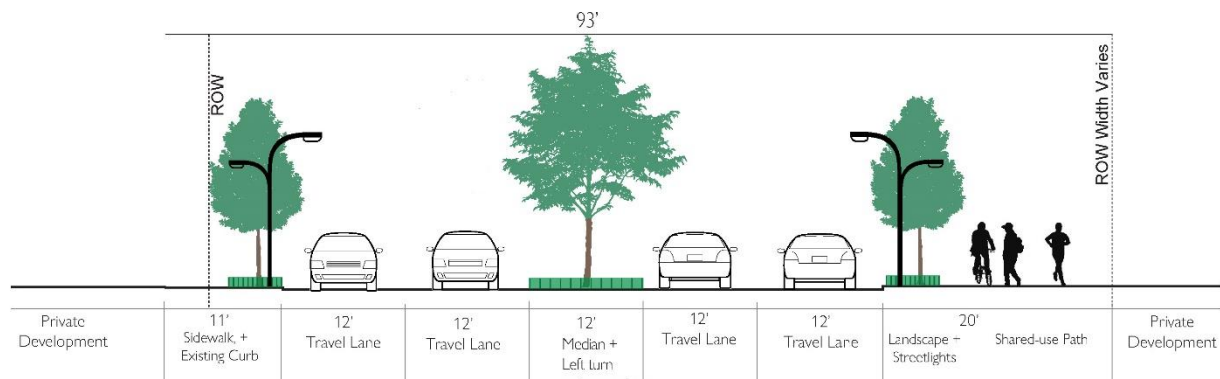 93'
ROW
ROW Width Varies
Private
Development
11'
Sidewalk, +
Existing Curb
12'
Travel Lane
12'
Travel Lane
12'
Median +
Left turn
12'
Travel Lane
12'
Travel Lane
20'
Landscape +
Streetlights
Shared-use Path
Private
Development